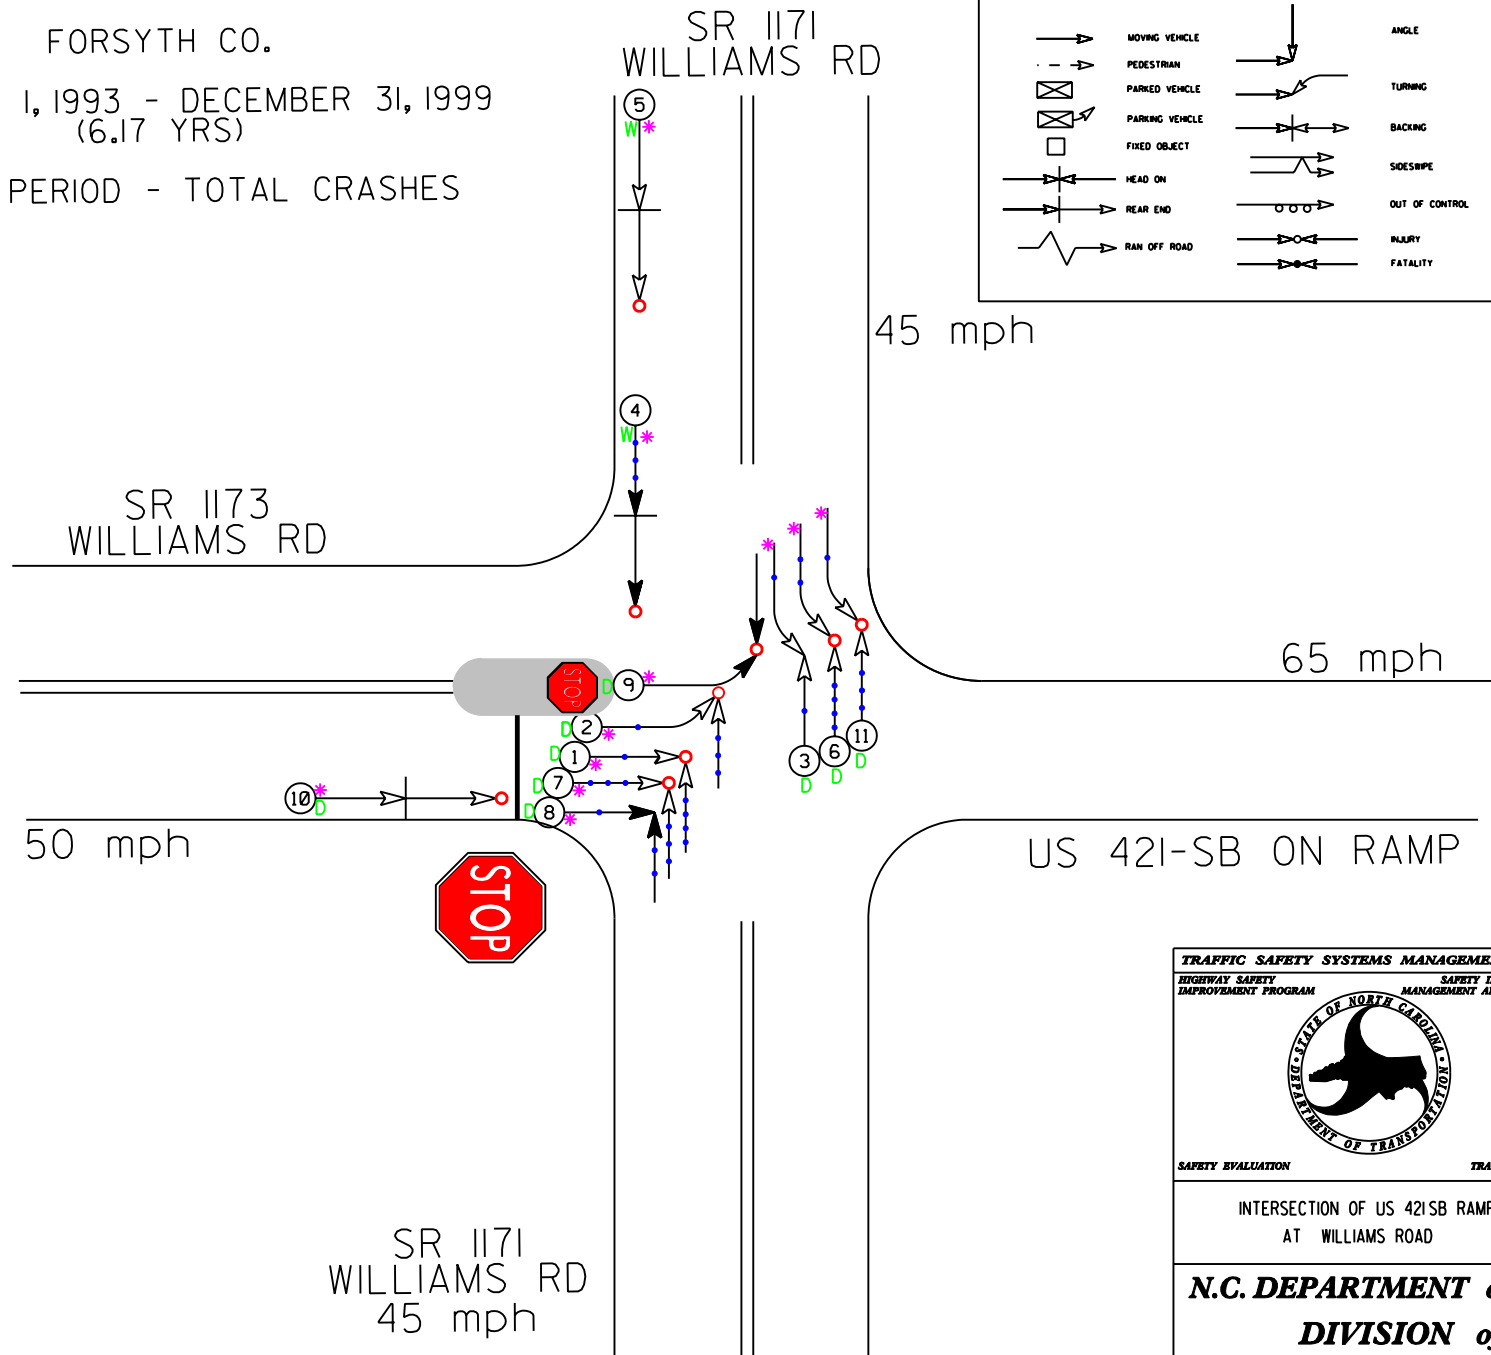 FORSYTH CO.
1, 1993 - DECEMBER 31, 1999
(6.17 YRS)
PERIOD - TOTAL CRASHES
SR 1171
WILLIAMS RD
MOVING VEHICLE
PEDESTRIAN
PARKED VEHICLE
PARKING VEHICLE
FIXED OBJECT
HEAD ON
REAR END
RAN OFF ROAD
ANGLE
TURNING
BACKING
SIDESWIPE
OUT OF CONTROL
INJURY
FATALITY
5
W *
45 mph
4
W *
SR 1173
WILLIAMS RD
65 mph
STOP
D 9 *
D 2 *
D 1 *
D 7 *
D 8 *
10 *
D
3
D
6
D
11
D
50 mph
STOP
US 421-SB ON RAMP
SR 1171
WILLIAMS RD
45 mph
TRAFFIC SAFETY SYSTEMS
HIGHWAY SAFETY
IMPROVEMENT PROGRAM
SAFETY
MANAGEMENT
STATE OF NORTH CAROLINA
DEPARTMENT OF TRANSPORTATION
SAFETY EVALUATION
INTERSECTION OF US 421 SB RAMP
AT WILLIAMS ROAD
N.C. DEPARTMENT
DIVISION